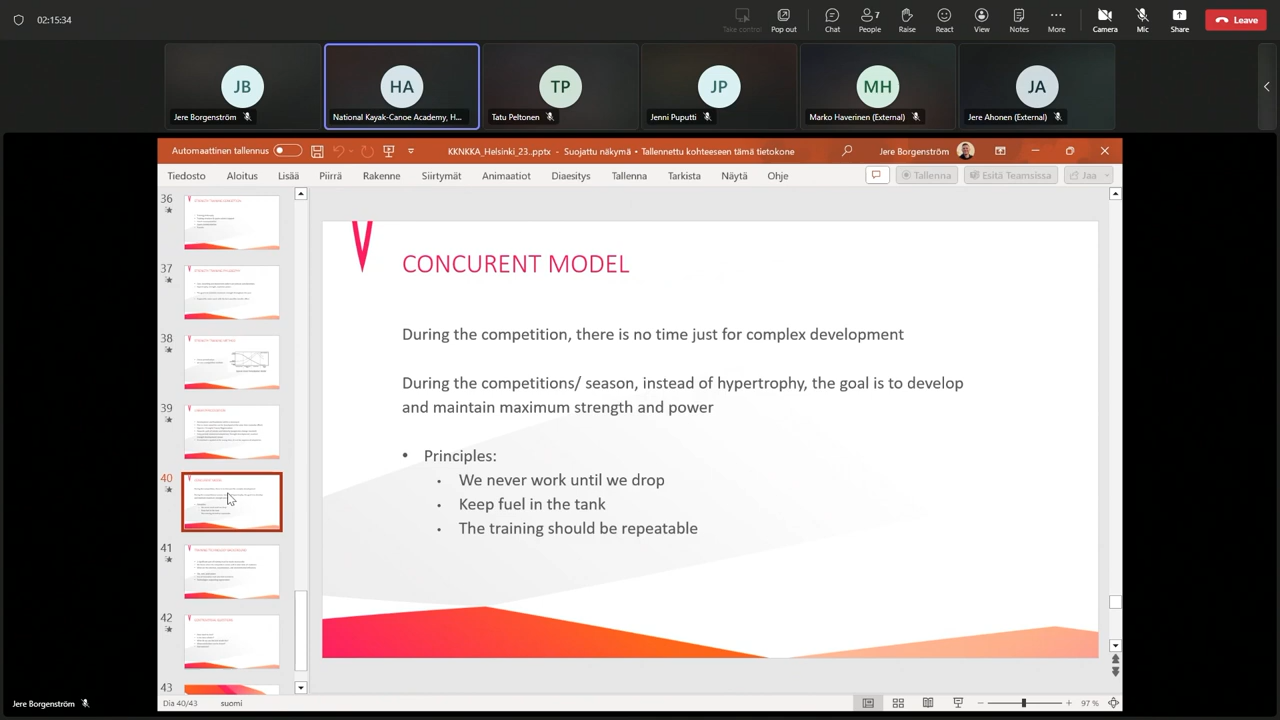 02:15:34
Take control
Pop out
Chat
7
People
Raise
React
View
Notes
More
Camera
Mic
Share
Leave
JB
HA
TP
JP
MH
JA
Jere Borgenström
National Kayak-Canoe Academy, H...
Tatu Peltonen
Jenni Puputti
Marko Haverinen (External)
Jere Ahonen (External)
Automaattinen tallennus
KKNKKA_Helsinki_23..pptx - Suojattu näkymä • Tallennettu kohteeseen tämä tietokone
Jere Borgenström
Tiedosto
Aloitus
Lisää
Piirrä
Rakenne
Siirtymät
Animaatiot
Diaesitys
Tallenna
Tarkista
Näytä
Ohje
Tallenna
Esitä Teamsissa
Jaa
36
37
38
39
40
41
42
43
CONCURENT MODEL
During the competition, there is no time just for complex development
During the competitions/ season, instead of hypertrophy, the goal is to develop
and maintain maximum strength and power
• Principles:
• We never work until we drop
• Keep fuel in the tank
• The training should be repeatable
Jere Borgenström
Dia 40/43
suomi
97 %